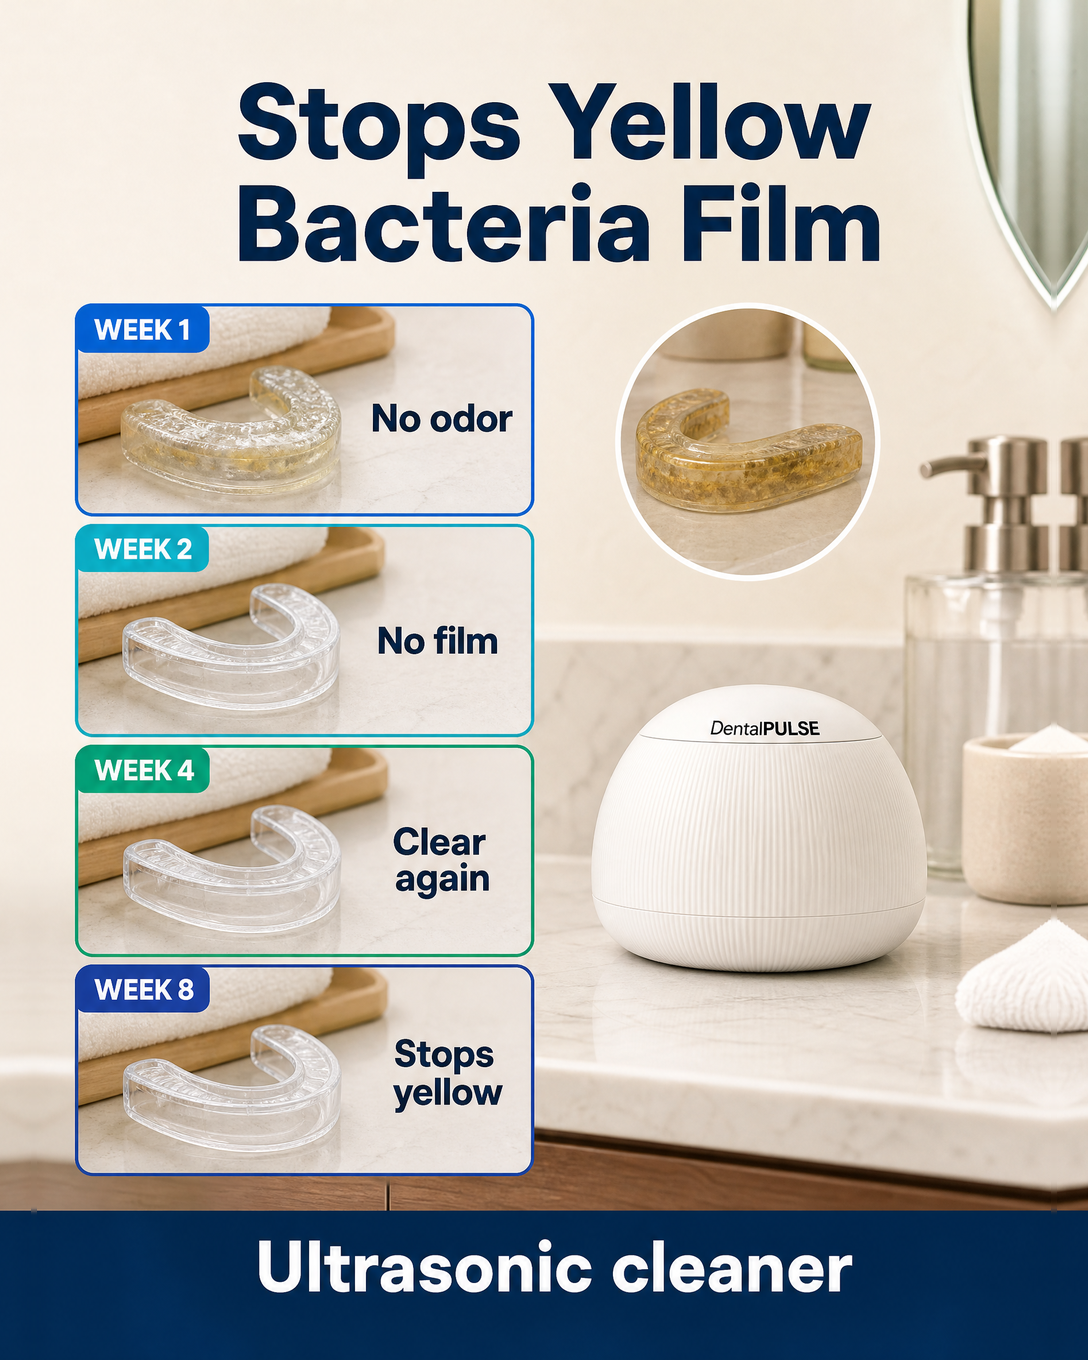 Stops Yellow
Bacteria Film
WEEK 1
No odor
WEEK 2
No film
WEEK 4
Clear
again
WEEK 8
Stops
yellow
DentalPULSE
Ultrasonic cleaner